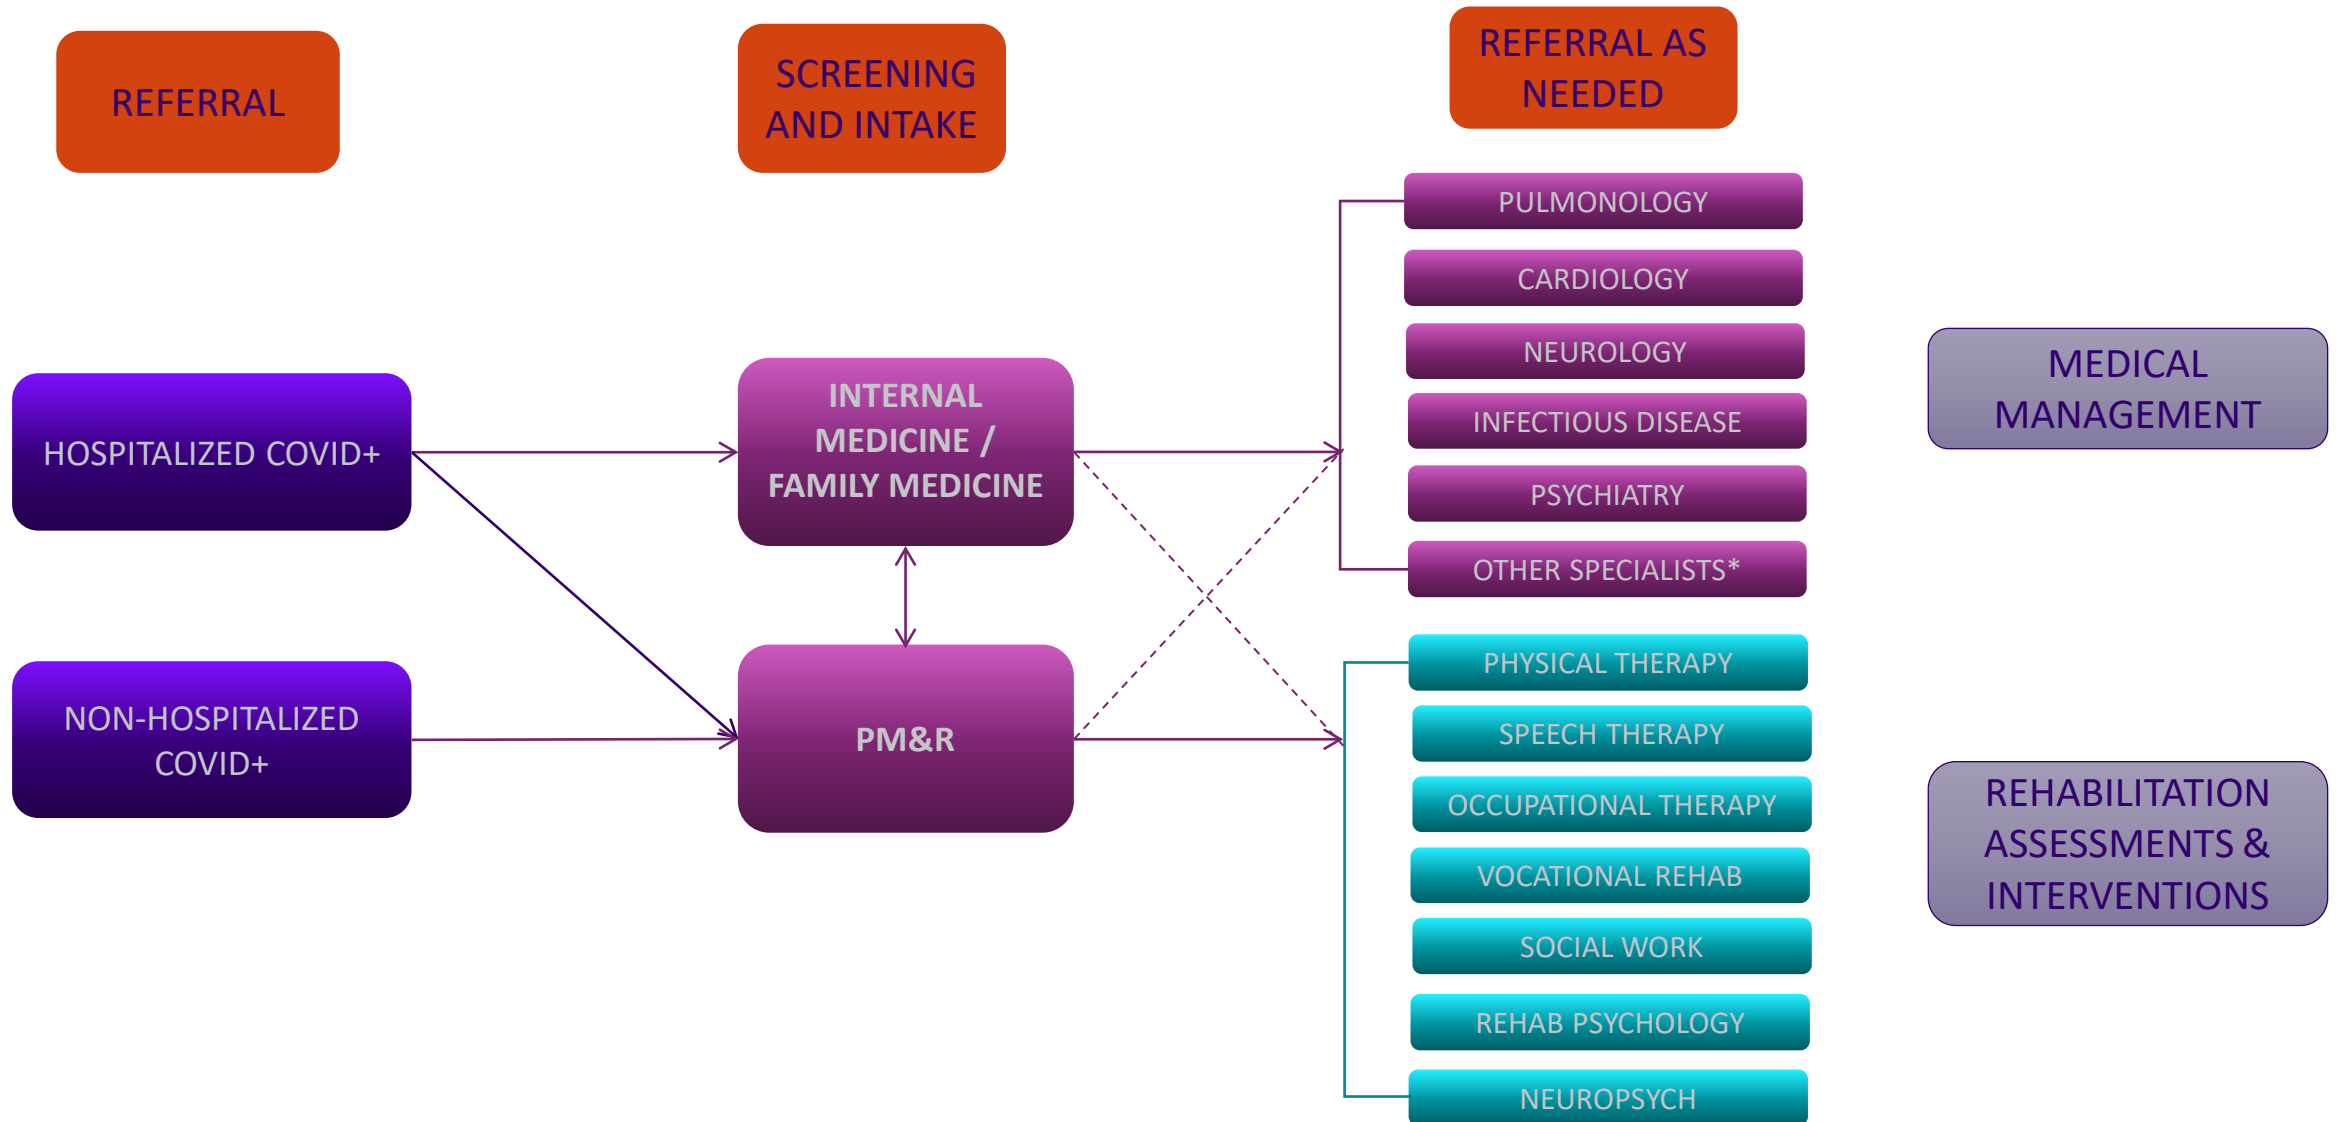 REFERRAL
SCREENING
AND INTAKE
REFERRAL AS
NEEDED
HOSPITALIZED COVID+
NON-HOSPITALIZED
COVID+
INTERNAL
MEDICINE /
FAMILY MEDICINE
PM&R
PULMONOLOGY
CARDIOLOGY
NEUROLOGY
INFECTIOUS DISEASE
PSYCHIATRY
OTHER SPECIALISTS*
PHYSICAL THERAPY
SPEECH THERAPY
OCCUPATIONAL THERAPY
VOCATIONAL REHAB
SOCIAL WORK
REHAB PSYCHOLOGY
NEUROPSYCH
MEDICAL
MANAGEMENT
REHABILITATION
ASSESSMENTS &
INTERVENTIONS